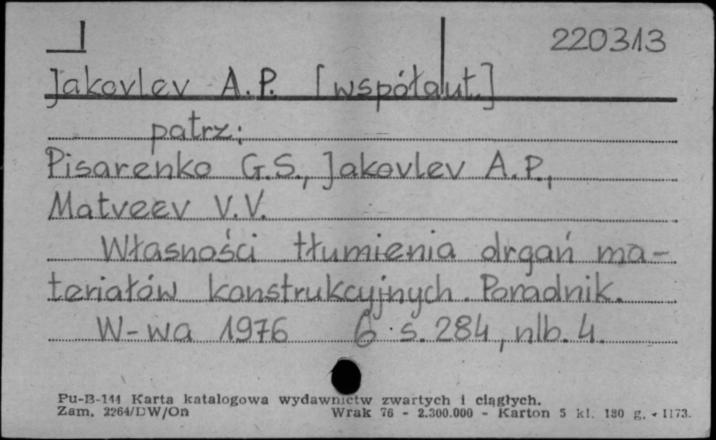 220313
Jakovlev A.P. [współaut.]
patrz:
Pisarenko G.S., Jakovlev A.P.,
Matveev V.V.
Własności tłumienia drgań ma-
teriałów konstrukcyjnych. Poradnik.
W-wa 1976 6 s. 284, nlb. 4.
Pu-B-144 Karta katalogowa wydawnictw zwartych i ciągłych.
Zam. 2264/DW/On Wrak 76 - 2.300.000 - Karton 5 kl. 180 g. - 1173.